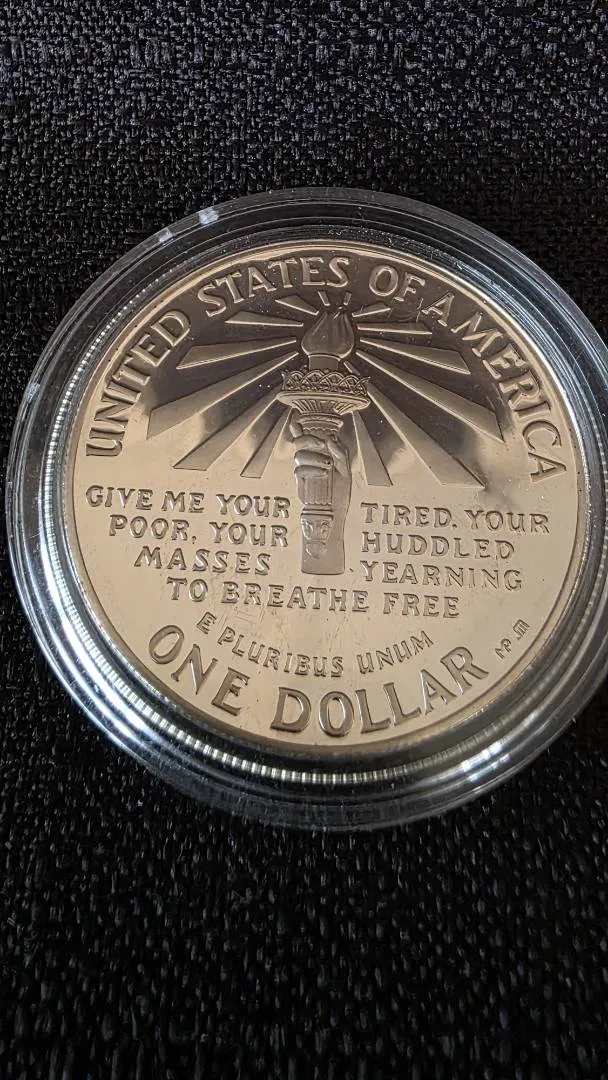 UNITED STATES OF AMERICA
GIVE ME YOUR TIRED, YOUR
POOR, YOUR HUDDLED
MASSES YEARNING
TO BREATHE FREE
E PLURIBUS UNUM
ONE DOLLAR